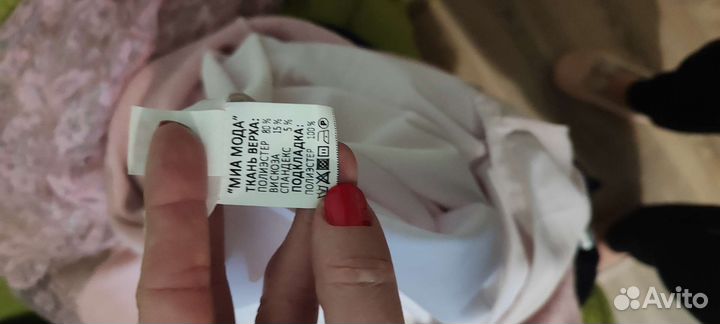 "МИА МОДА"
ТКАНЬ ВЕРХА:
ПОЛИЭСТЕР 80 %
ВИСКОЗА 15 %
СПАНДЕКС 5 %
ПОДКЛАДКА:
ПОЛИЭСТЕР 100 %
Avito